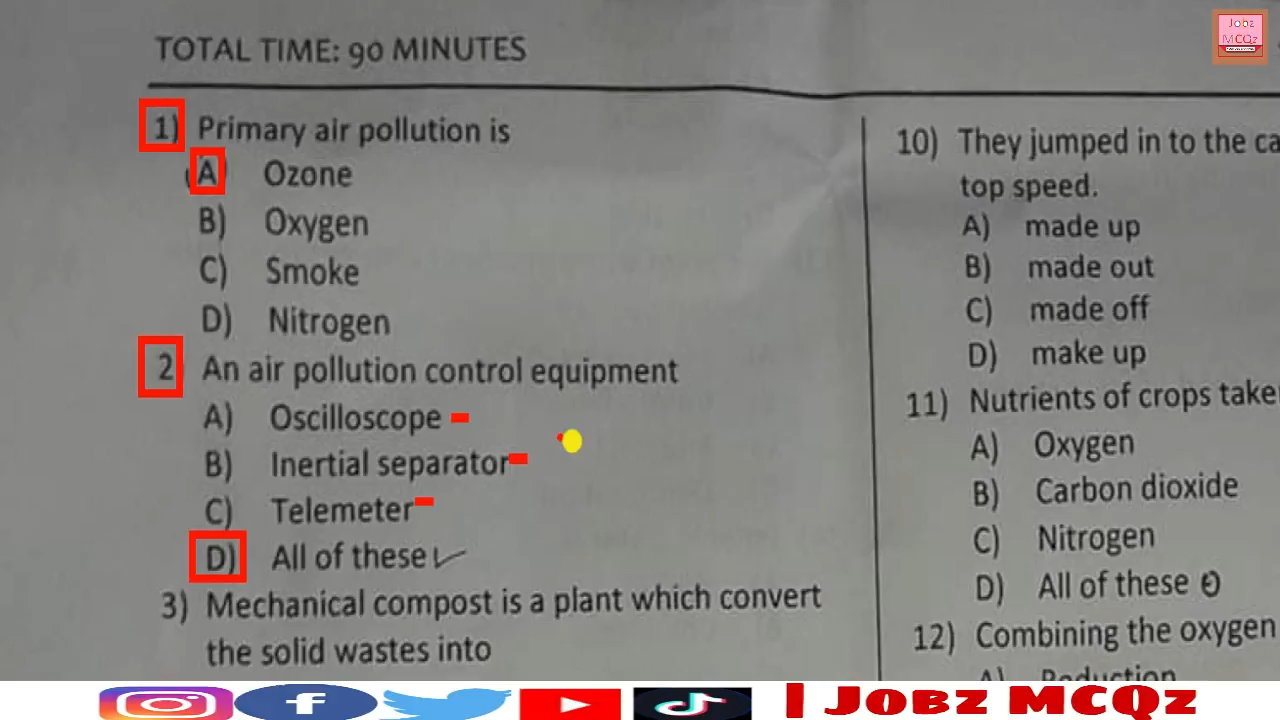 Jobz
MCQz
TOTAL TIME: 90 MINUTES
1) Primary air pollution is
A Ozone
B) Oxygen
C) Smoke
D) Nitrogen
2 An air pollution control equipment
A) Oscilloscope
B) Inertial separator
C) Telemeter
D) All of these
3) Mechanical compost is a plant which convert
the solid wastes into
10) They jumped in to the ca
top speed.
A) made up
B) made out
C) made off
D) make up
11) Nutrients of crops take
A) Oxygen
B) Carbon dioxide
C) Nitrogen
D) All of these
12) Combining the oxygen
A) Reduction
| Jobz MCQz